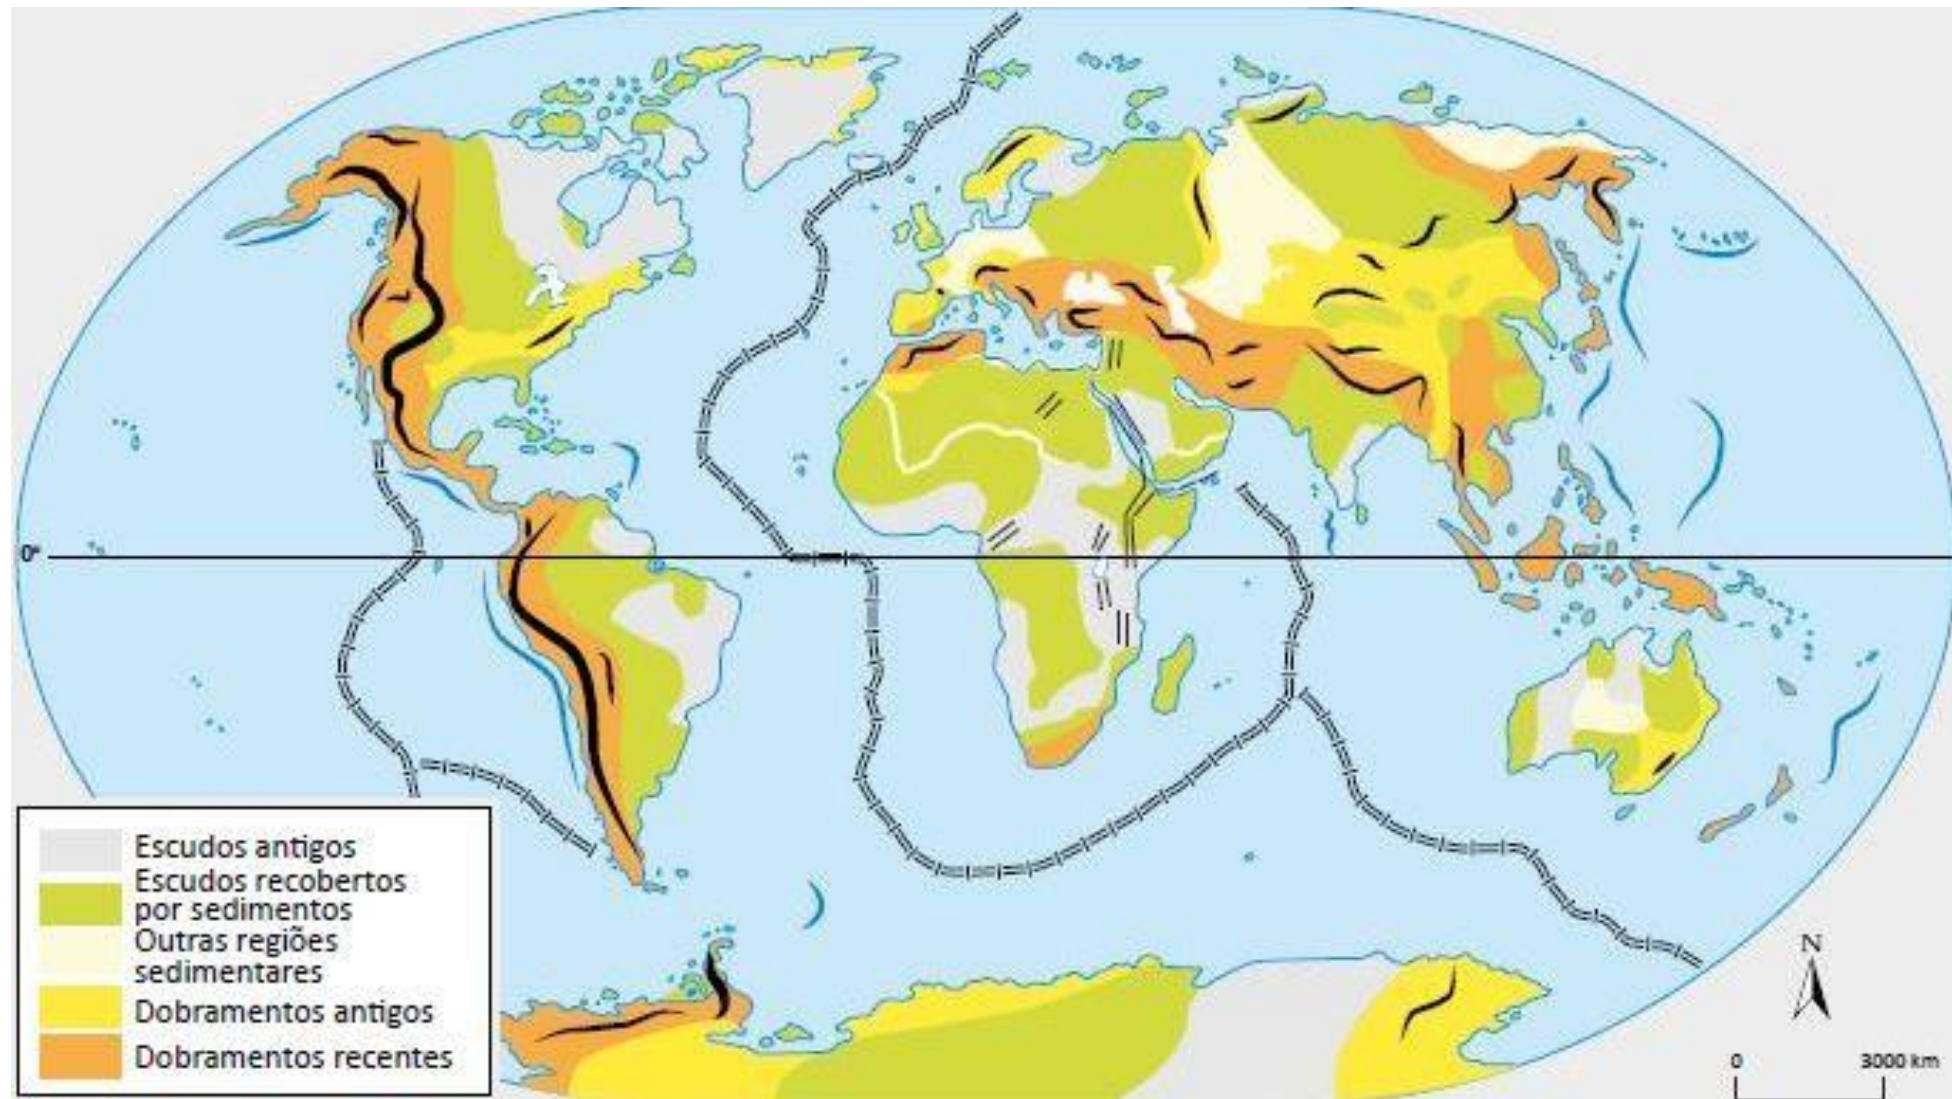 0°
Escudos antigos
Escudos recobertos
por sedimentos
Outras regiões
sedimentares
Dobramentos antigos
Dobramentos recentes
N
0 3000 km